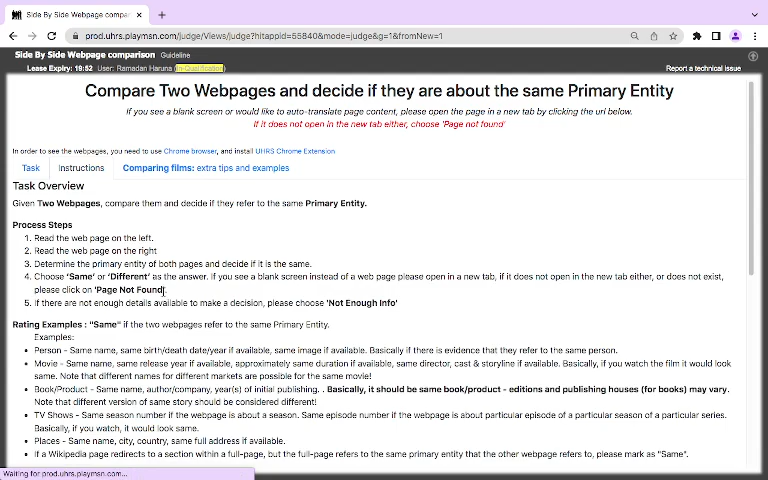 Side By Side Webpage comparison
prod.uhrs.playmsn.com/judge/Views/judge?hitappid=55840&mode=judge&g=1&fromNew=1
Side By Side Webpage comparison Guideline
Lease Expiry: 19:52 User: Ramadan Haruna (In-Qualification)
Report a technical issue
Compare Two Webpages and decide if they are about the same Primary Entity
If you see a blank screen or would like to auto-translate page content, please open the page in a new tab by clicking the url below.
If it does not open in the new tab either, choose 'Page not found'
In order to see the webpages, you need to use Chrome browser, and install UHRS Chrome Extension
Task Instructions Comparing films: extra tips and examples
Task Overview
Given Two Webpages, compare them and decide if they refer to the same Primary Entity.
Process Steps
1. Read the web page on the left.
2. Read the web page on the right
3. Determine the primary entity of both pages and decide if it is the same.
4. Choose 'Same' or 'Different' as the answer. If you see a blank screen instead of a web page please open in a new tab, if it does not open in the new tab either, or does not exist,
please click on 'Page Not Found'.
5. If there are not enough details available to make a decision, please choose 'Not Enough Info'
Rating Examples : "Same" if the two webpages refer to the same Primary Entity.
Examples:
• Person - Same name, same birth/death date/year if available, same image if available. Basically if there is evidence that they refer to the same person.
• Movie - Same name, same release year if available, approximately same duration if available, same director, cast & storyline if available. Basically, if you watch the film it would look
same. Note that different names for different markets are possible for the same movie!
• Book/Product - Same name, author/company, year(s) of initial publishing. . Basically, it should be same book/product - editions and publishing houses (for books) may vary.
Note that different version of same story should be considered different!
• TV Shows - Same season number if the webpage is about a season. Same episode number if the webpage is about particular episode of a particular season of a particular series.
Basically, if you watch, it would look same.
• Places - Same name, city, country, same full address if available.
• If a Wikipedia page redirects to a section within a full-page, but the full-page refers to the same primary entity that the other webpage refers to, please mark as "Same".
Waiting for prod.uhrs.playmsn.com...